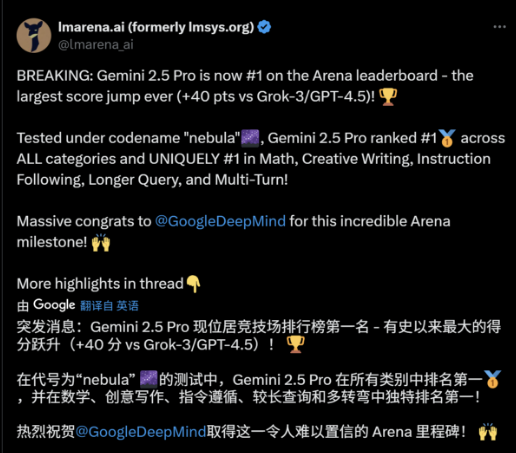 lmarena.ai (formerly lmsys.org)
@lmarena_ai
BREAKING: Gemini 2.5 Pro is now #1 on the Arena leaderboard - the
largest score jump ever (+40 pts vs Grok-3/GPT-4.5)! 🏆
Tested under codename "nebula"🌌, Gemini 2.5 Pro ranked #1🥇 across
ALL categories and UNIQUELY #1 in Math, Creative Writing, Instruction
Following, Longer Query, and Multi-Turn!
Massive congrats to @GoogleDeepMind for this incredible Arena
milestone! 🙌
More highlights in thread👇
由 Google 翻译自 英语
突发消息：Gemini 2.5 Pro 现位居竞技场排行榜第一名 - 有史以来最大的得
分跃升（+40 分 vs Grok-3/GPT-4.5）！ 🏆
在代号为“nebula” 🌌的测试中，Gemini 2.5 Pro 在所有类别中排名第一🥇
，并在数学、创意写作、指令遵循、较长查询和多转弯中独特排名第一！
热烈祝贺@GoogleDeepMind取得这一令人难以置信的 Arena 里程碑！ 🙌